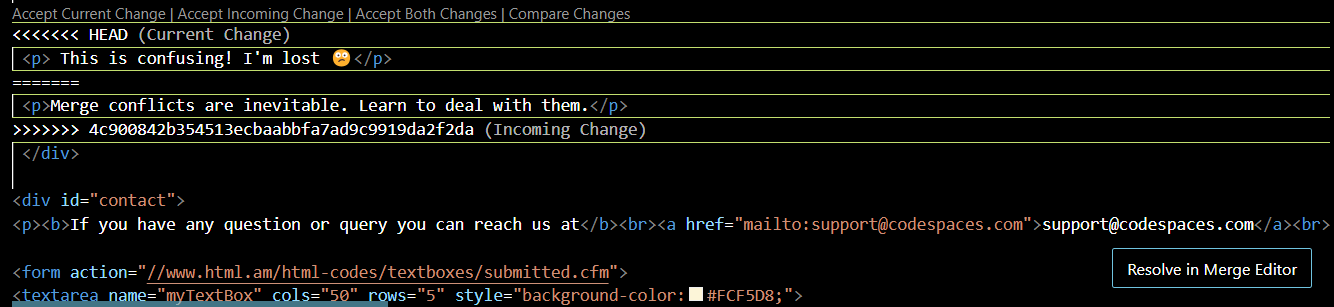 Accept Current Change | Accept Incoming Change | Accept Both Changes | Compare Changes
<<<<<<< HEAD (Current Change)
<p> This is confusing! I'm lost 🙁</p>
=======
<p>Merge conflicts are inevitable. Learn to deal with them.</p>
>>>>>>> 4c900842b354513ecbaabbfa7ad9c9919da2f2da (Incoming Change)
</div>
<div id="contact">
<p><b>If you have any question or query you can reach us at</b><br><a href="mailto:support@codespaces.com">support@codespaces.com</a><br>
<form action="//www.html.am/html-codes/textboxes/submitted.cfm">
Resolve in Merge Editor
<textarea name="myTextBox" cols="50" rows="5" style="background-color:#FCF5D8;">